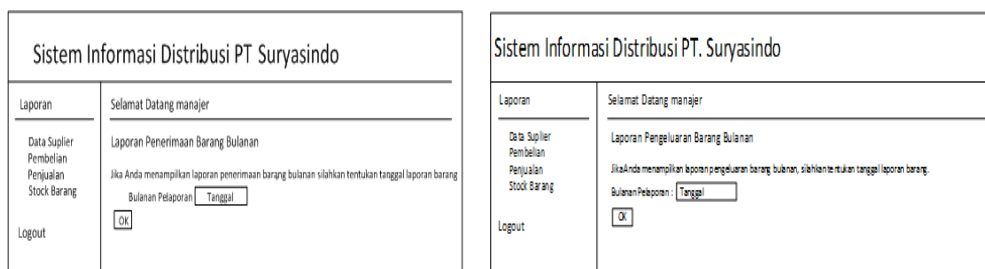 Sistem Informasi Distribusi PT Suryasindo
Laporan
Selamat Datang manajer
Data Suplier
Pembelian
Penjualan
Stock Barang
Logout
Laporan Penerimaan Barang Bulanan
Jika Anda menampilkan laporan penerimaan barang bulanan silahkan tentukan tanggal laporan barang
Bulanan Pelaporan Tanggal
OK
Sistem Informasi Distribusi PT. Suryasindo
Laporan
Selamat Datang manajer
Data Suplier
Pembelian
Penjualan
Stock Barang
Logout
Laporan Pengeluaran Barang Bulanan
Jika Anda menampilkan laporan pengeluaran barang bulanan, silahkan tentukan tanggal laporan barang.
Bulanan Pelaporan : Tanggal
OK